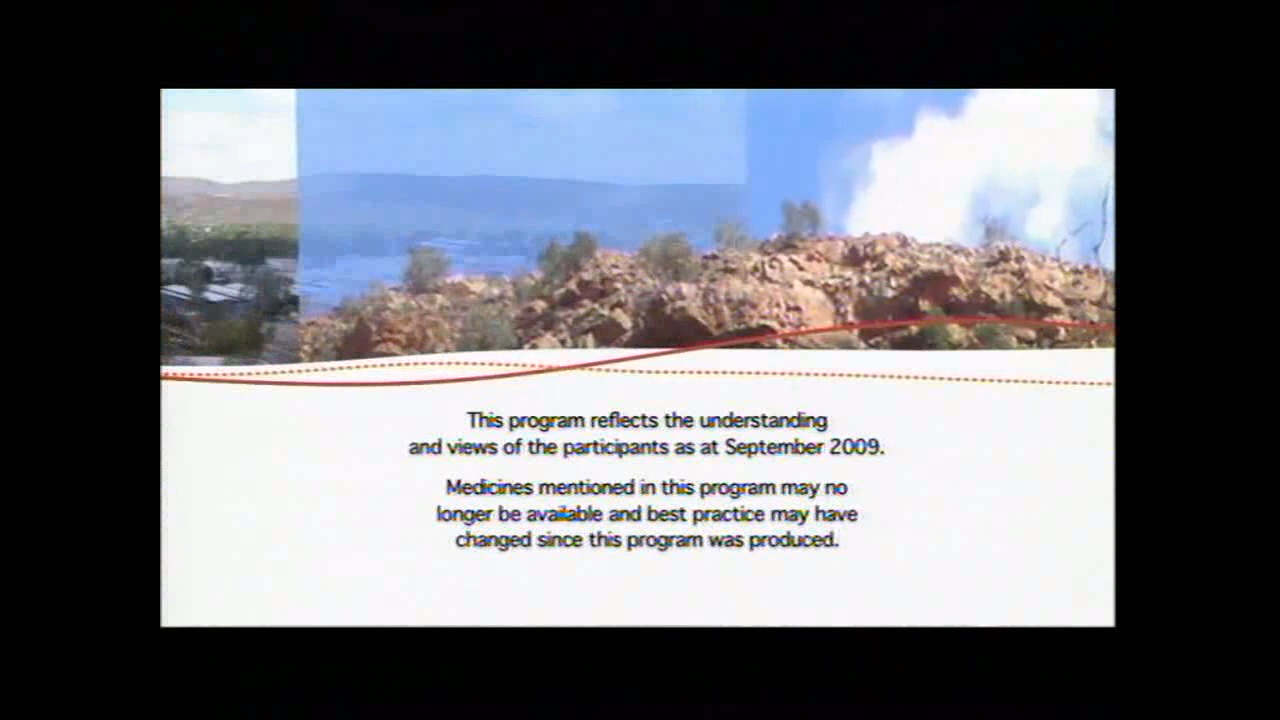 This program reflects the understanding
and views of the participants as at September 2009.
Medicines mentioned in this program may no
longer be available and best practice may have
changed since this program was produced.